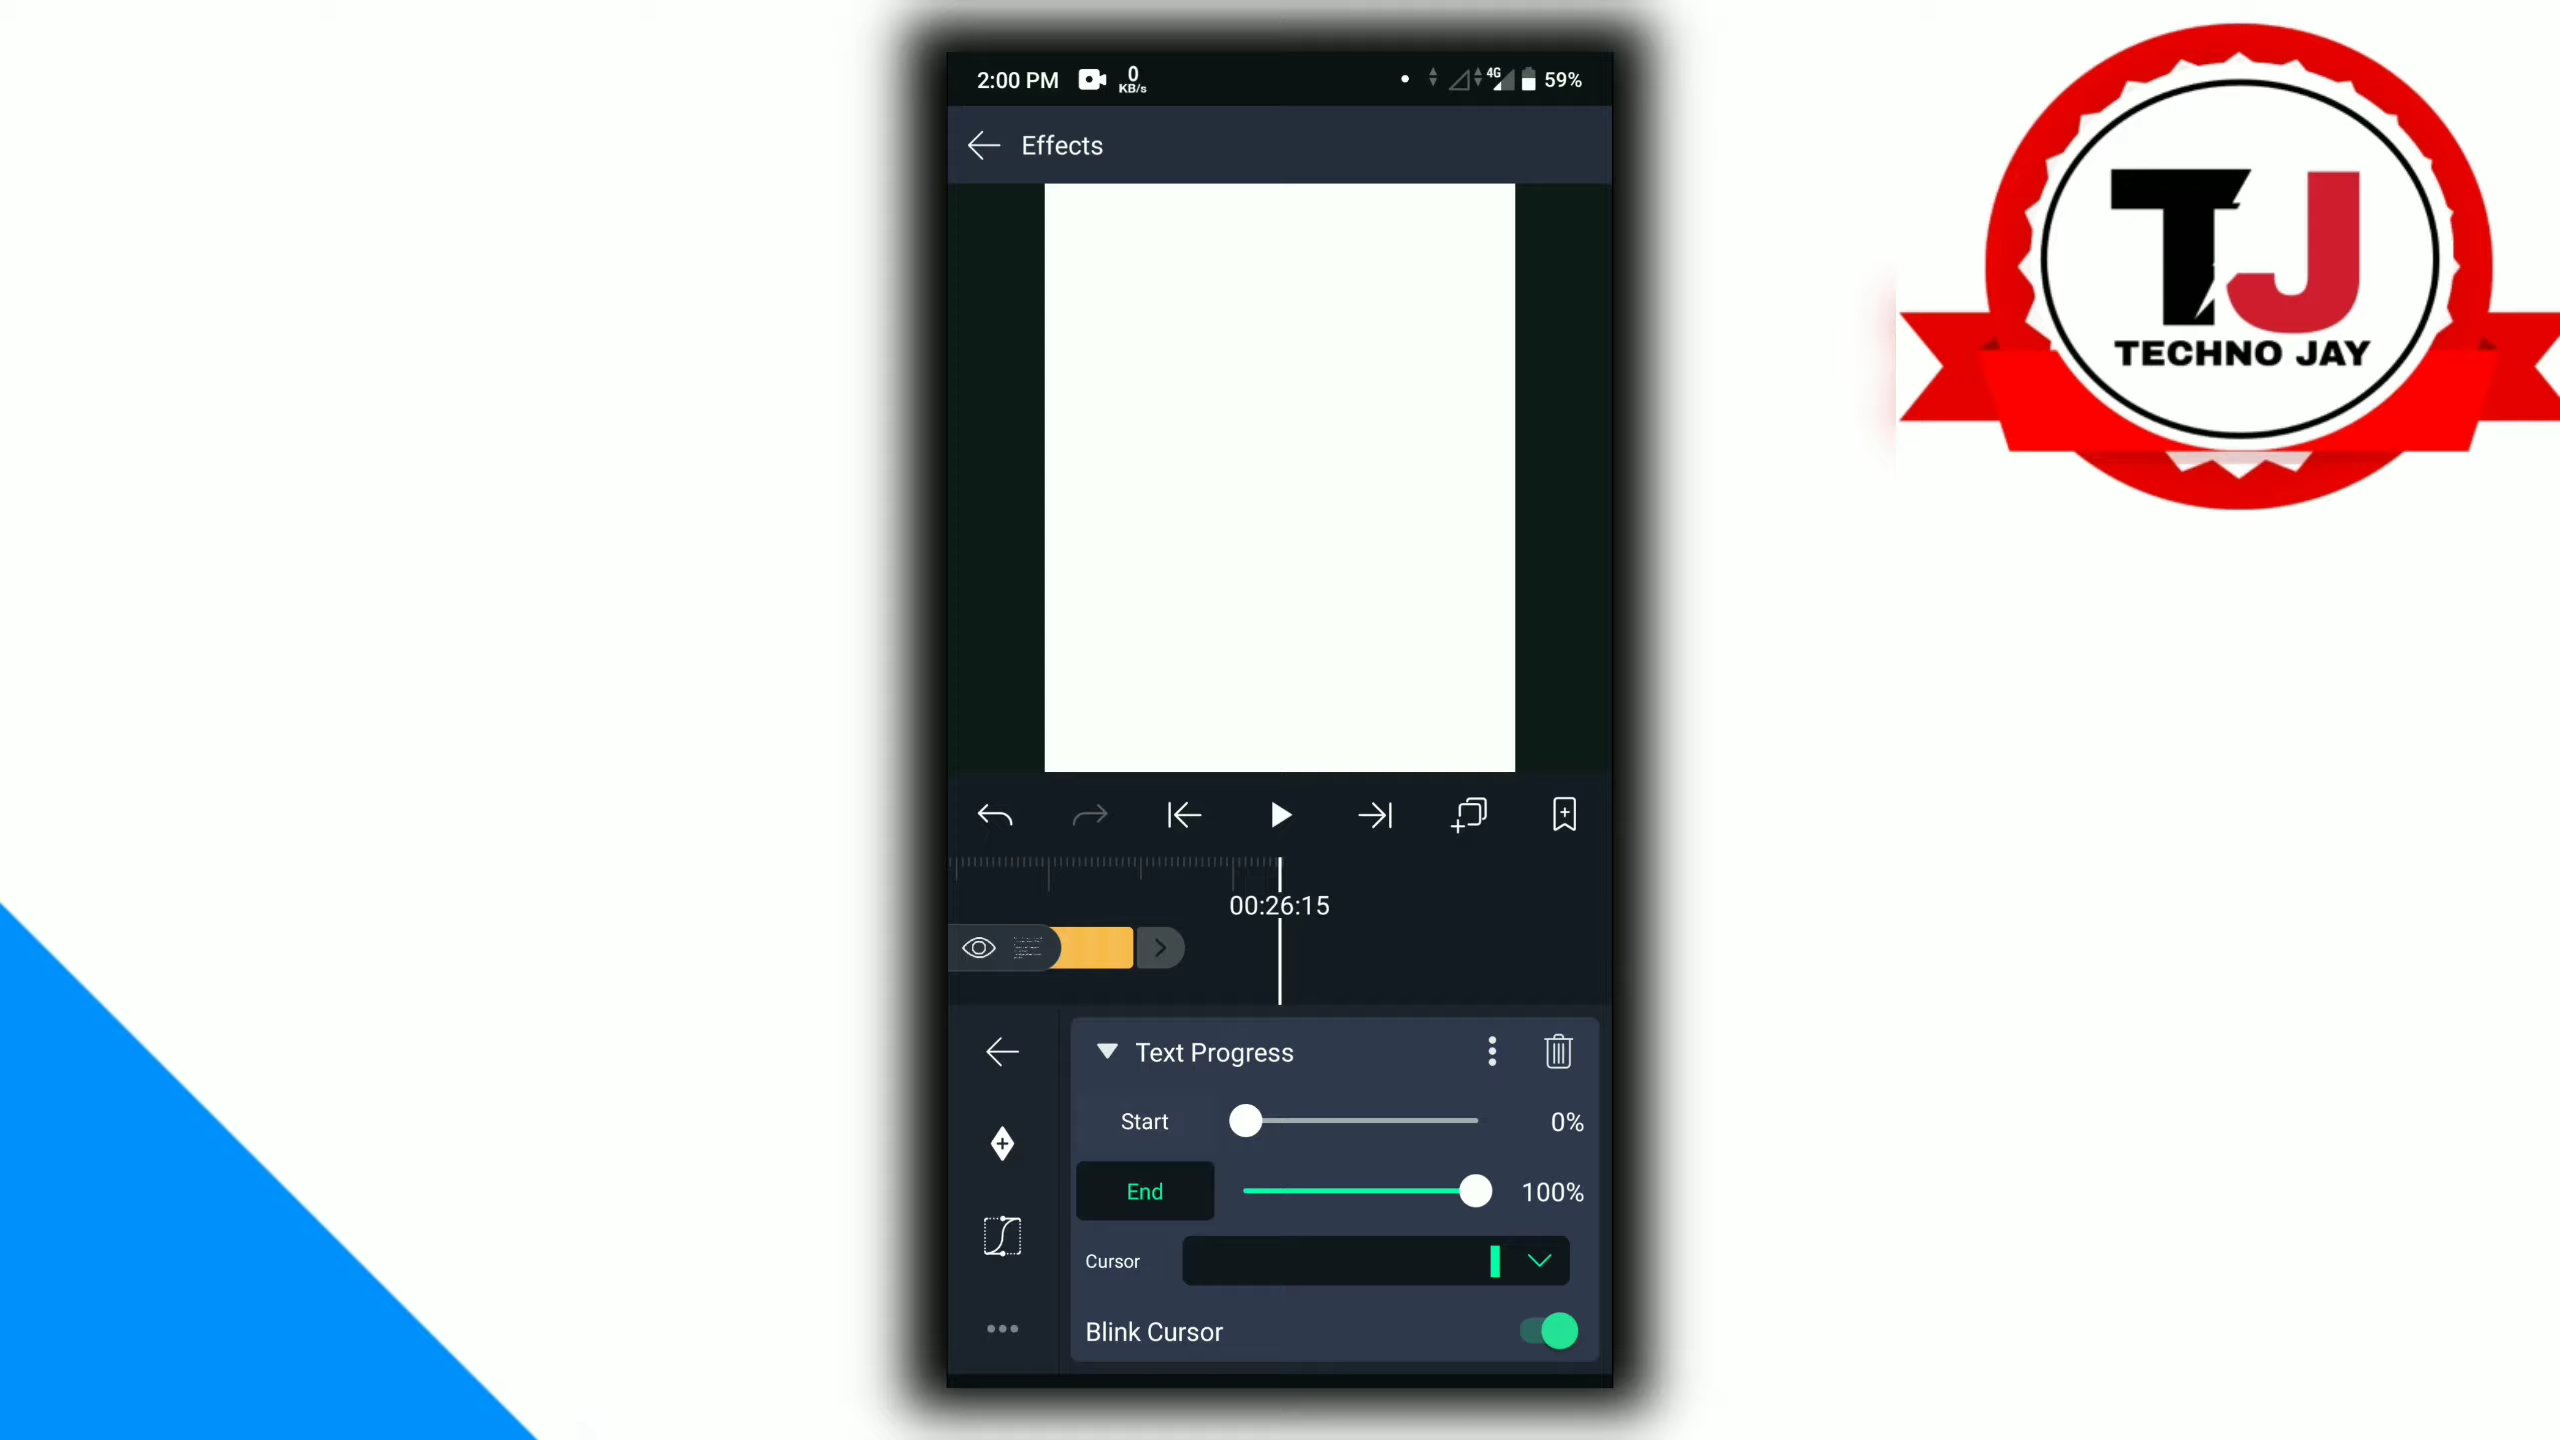 2:00 PM 0 KB/s 4G 59%
Effects
TJ
TECHNO JAY
00:26:15
Text Progress
Start 0%
End 100%
Cursor
Blink Cursor